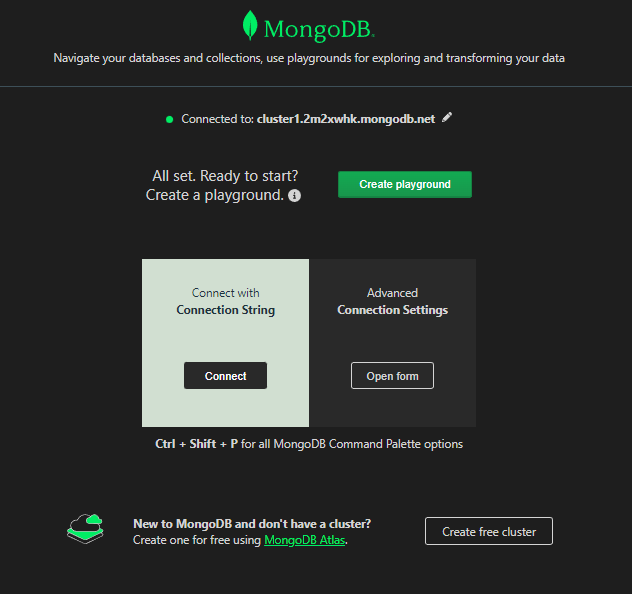 MongoDB.
Navigate your databases and collections, use playgrounds for exploring and transforming your data
Connected to: cluster1.2m2xwhk.mongodb.net
All set. Ready to start?
Create a playground.
Create playground
Connect with
Connection String
Connect
Advanced
Connection Settings
Open form
Ctrl + Shift + P for all MongoDB Command Palette options
New to MongoDB and don't have a cluster?
Create one for free using MongoDB Atlas.
Create free cluster